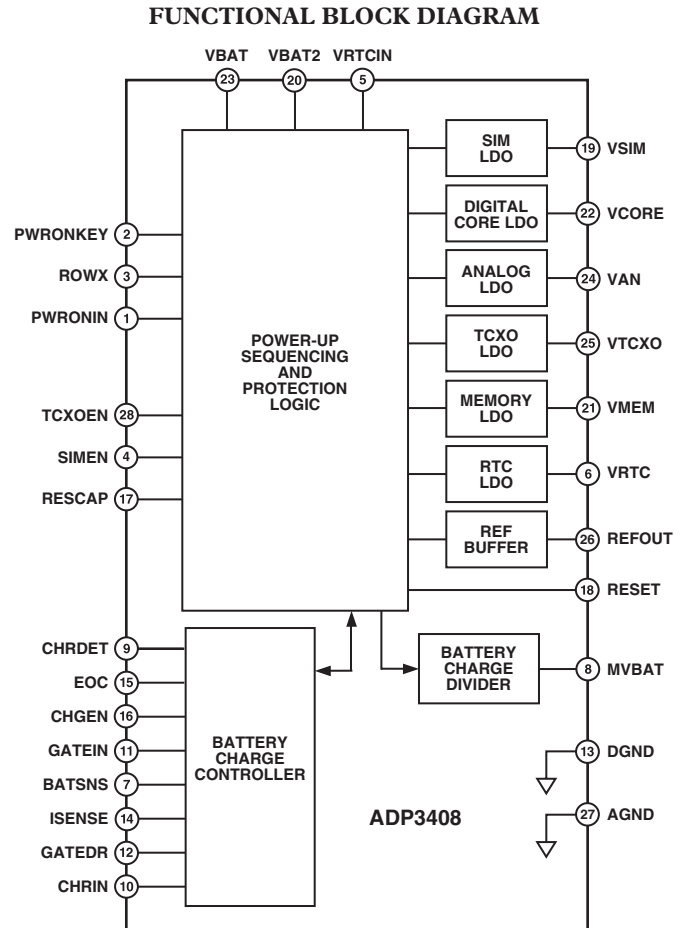 FUNCTIONAL BLOCK DIAGRAM
VBAT VBAT2 VRTCIN
23 20 5
SIM
LDO
19 VSIM
DIGITAL
CORE LDO
22 VCORE
PWRONKEY 2
ROWX 3
ANALOG
LDO
24 VAN
PWRONIN 1
POWER-UP
SEQUENCING
AND
PROTECTION
LOGIC
TCXO
LDO
25 VTCXO
TCXOEN 28
MEMORY
LDO
21 VMEM
SIMEN 4
RESCAP 17
RTC
LDO
6 VRTC
REF
BUFFER
26 REFOUT
18 RESET
CHRDET 9
EOC 15
CHGEN 16
GATEIN 11
BATSNS 7
ISENSE 14
GATEDR 12
CHRIN 10
BATTERY
CHARGE
CONTROLLER
BATTERY
CHARGE
DIVIDER
8 MVBAT
13 DGND
27 AGND
ADP3408